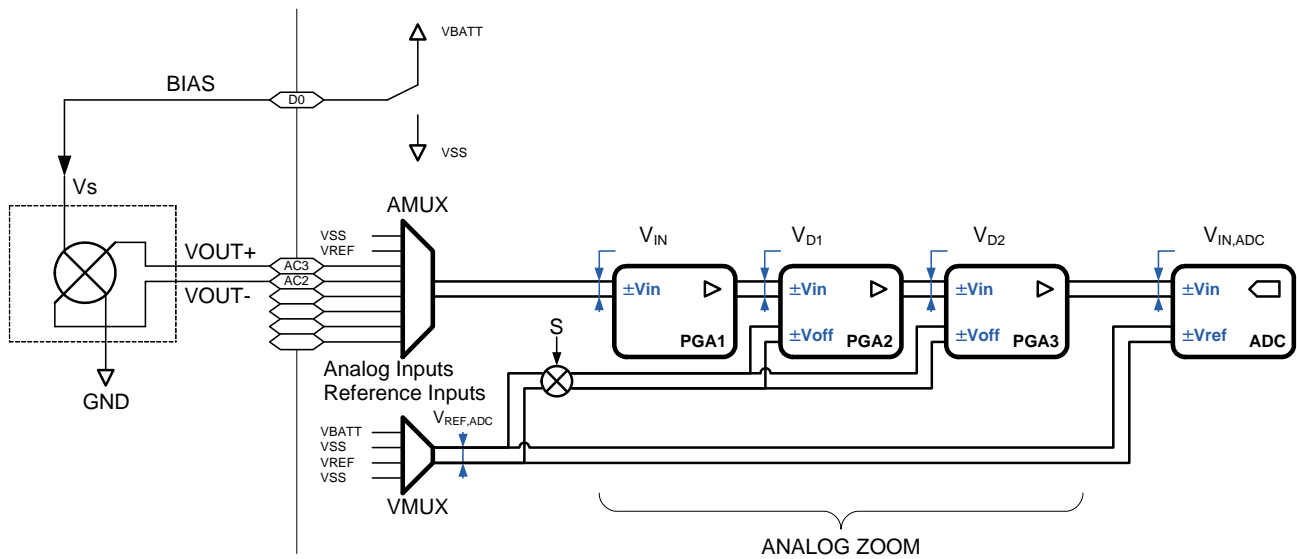 VBATT
BIAS
D0
VSS
Vs
AMUX
VSS
VREF
VOUT+
AC3
VOUT-
AC2
GND
Analog Inputs
Reference Inputs
S
VIN
VD1
VD2
VIN,ADC
±Vin
PGA1
±Vin
±Voff
PGA2
±Vin
±Voff
PGA3
±Vin
±Vref
ADC
VREF,ADC
VBATT
VSS
VREF
VSS
VMUX
ANALOG ZOOM